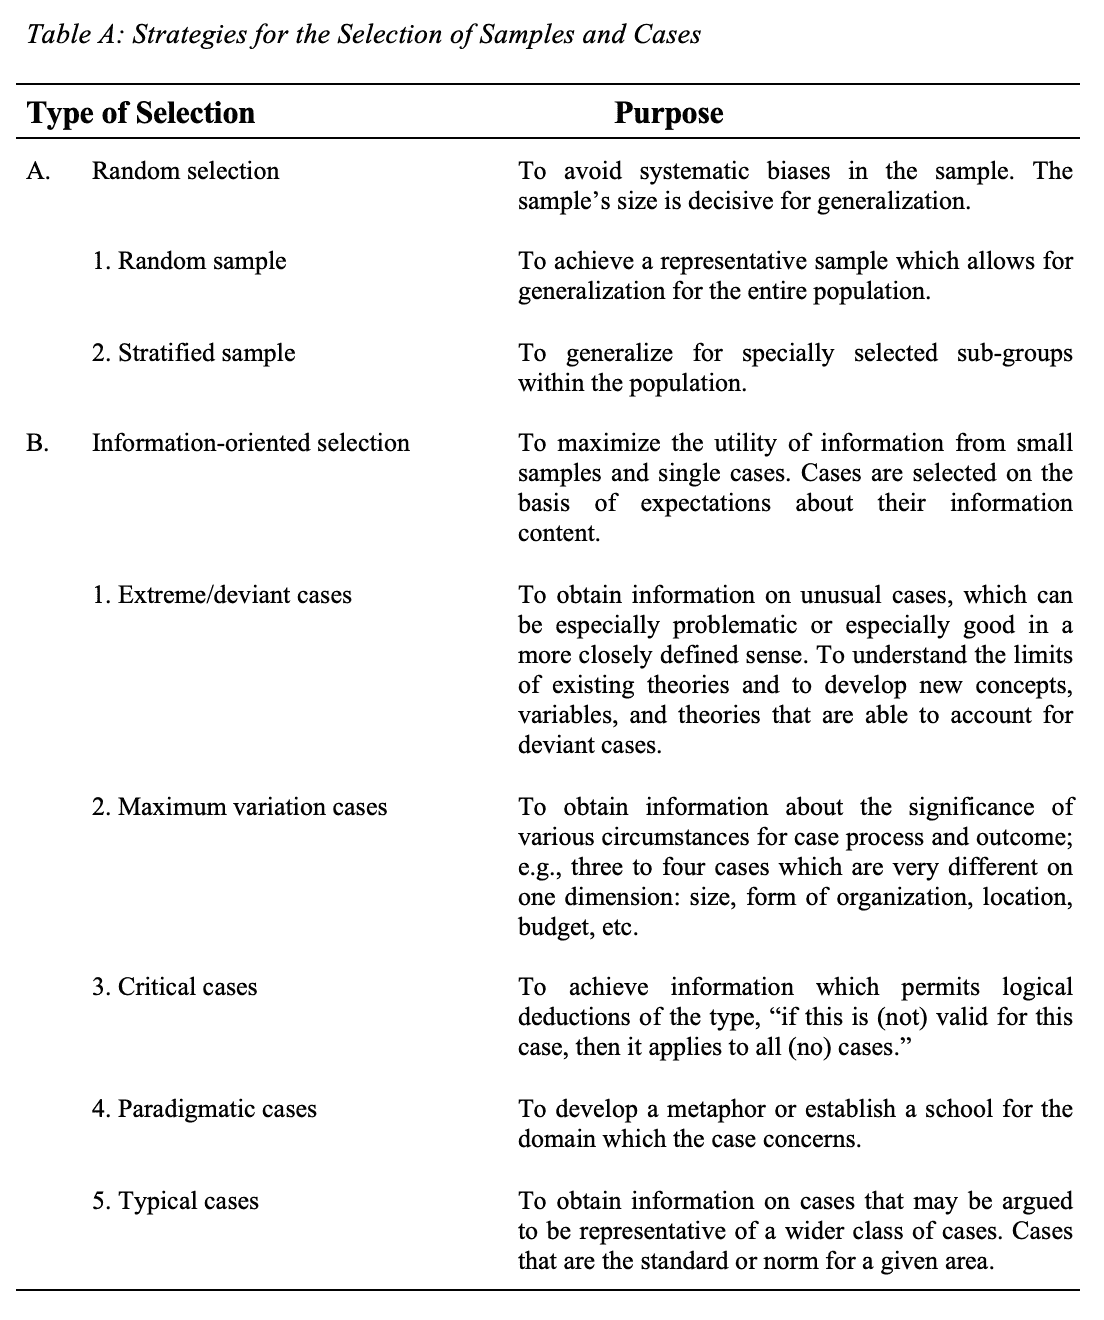 Table A: Strategies for the Selection of Samples and Cases
Type of Selection Purpose
A. Random selection To avoid systematic biases in the sample. The
sample’s size is decisive for generalization.
1. Random sample To achieve a representative sample which allows for
generalization for the entire population.
2. Stratified sample To generalize for specially selected sub-groups
within the population.
B. Information-oriented selection To maximize the utility of information from small
samples and single cases. Cases are selected on the
basis of expectations about their information
content.
1. Extreme/deviant cases To obtain information on unusual cases, which can
be especially problematic or especially good in a
more closely defined sense. To understand the limits
of existing theories and to develop new concepts,
variables, and theories that are able to account for
deviant cases.
2. Maximum variation cases To obtain information about the significance of
various circumstances for case process and outcome;
e.g., three to four cases which are very different on
one dimension: size, form of organization, location,
budget, etc.
3. Critical cases To achieve information which permits logical
deductions of the type, “if this is (not) valid for this
case, then it applies to all (no) cases.”
4. Paradigmatic cases To develop a metaphor or establish a school for the
domain which the case concerns.
5. Typical cases To obtain information on cases that may be argued
to be representative of a wider class of cases. Cases
that are the standard or norm for a given area.